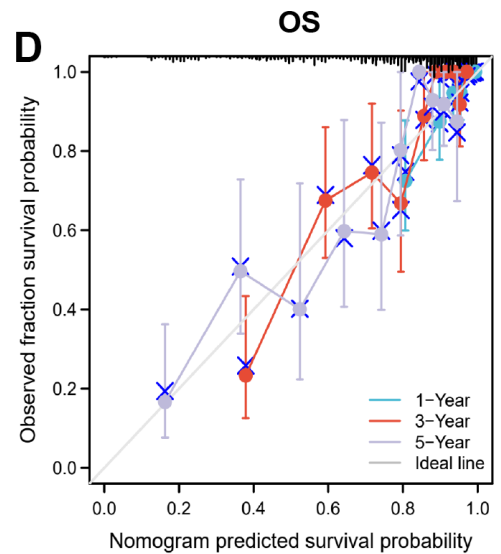 OS
D
Observed fraction survival probability
1.0
0.8
0.6
0.4
0.2
0.0
1−Year
3−Year
5−Year
Ideal line
0.0 0.2 0.4 0.6 0.8 1.0
Nomogram predicted survival probability